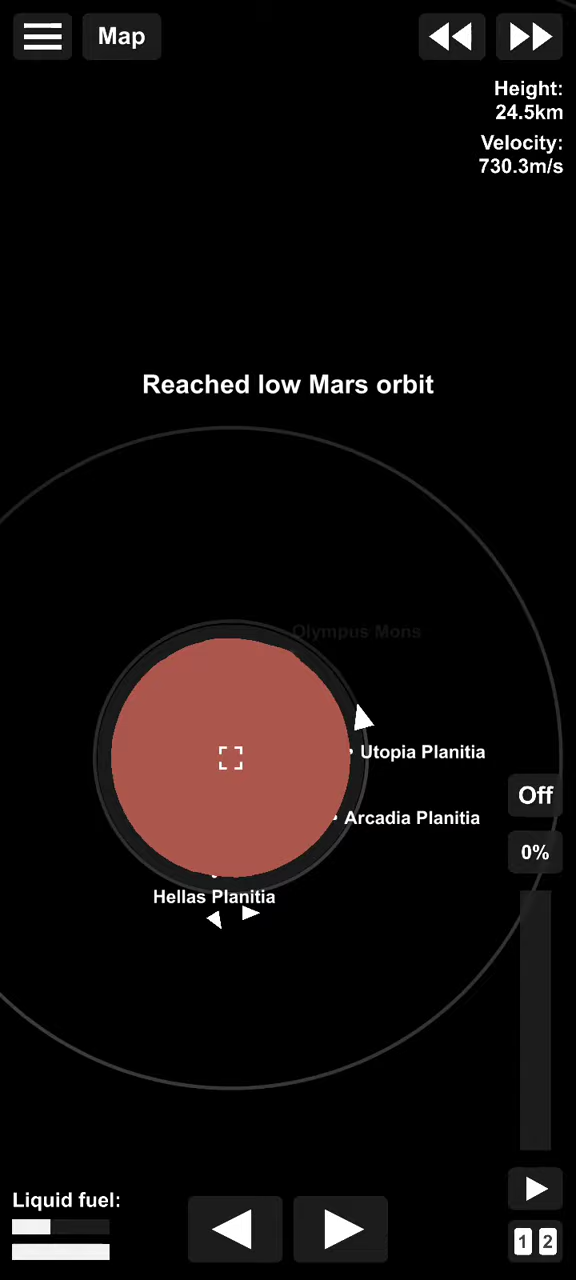 Map
Height:
24.5km
Velocity:
730.3m/s
Reached low Mars orbit
Olympus Mons
Utopia Planitia
Off
Arcadia Planitia
0%
Hellas Planitia
Liquid fuel:
1 2